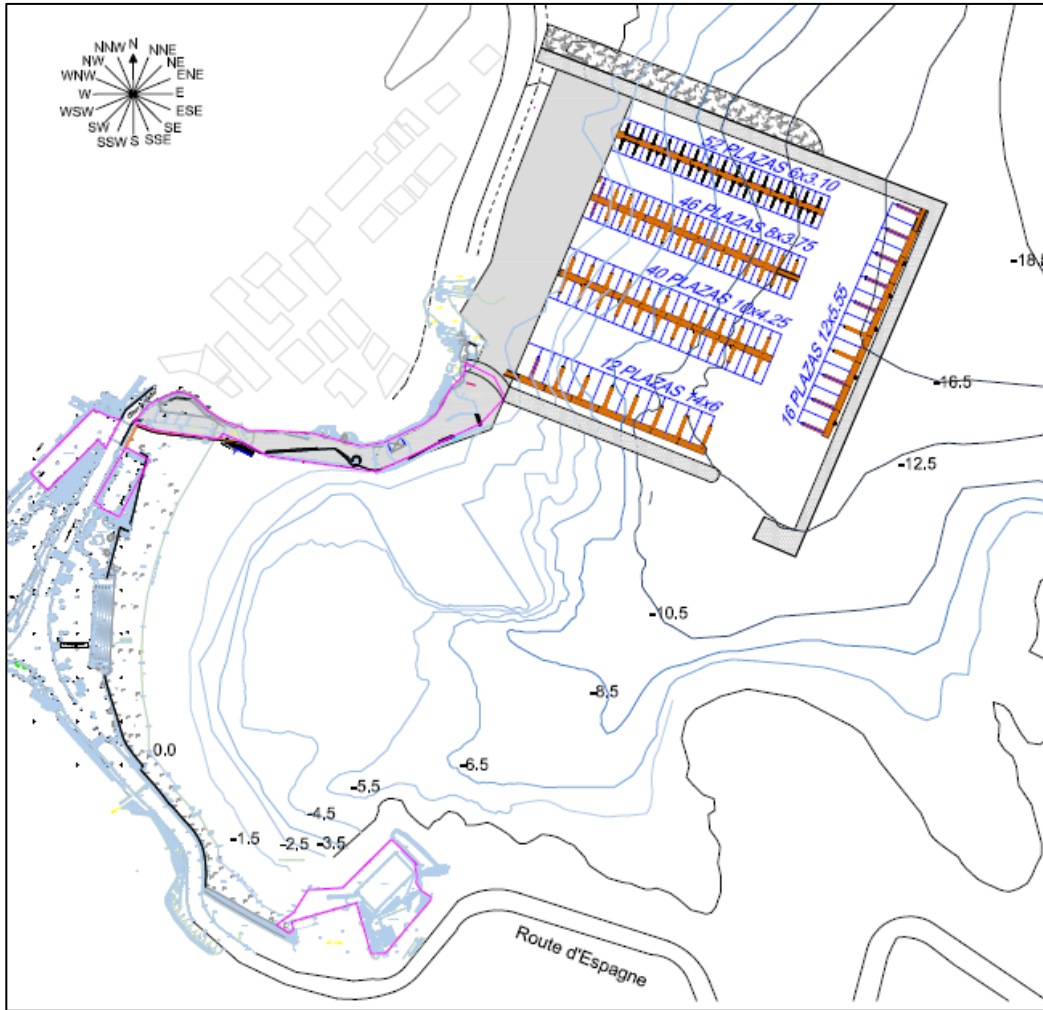 N
NNW
NNE
NW
NE
WNW
ENE
W
E
WSW
ESE
SW
SE
SSW
S
SSE
52 PLAZAS 6x3.10
46 PLAZAS 8x3.75
40 PLAZAS 10x4.25
12 PLAZAS 14x6
16 PLAZAS 12x5.55
-18.5
-16.5
-12.5
-10.5
-8.5
-6.5
-5.5
-4.5
-3.5
-2.5
-1.5
0.0
Route d'Espagne